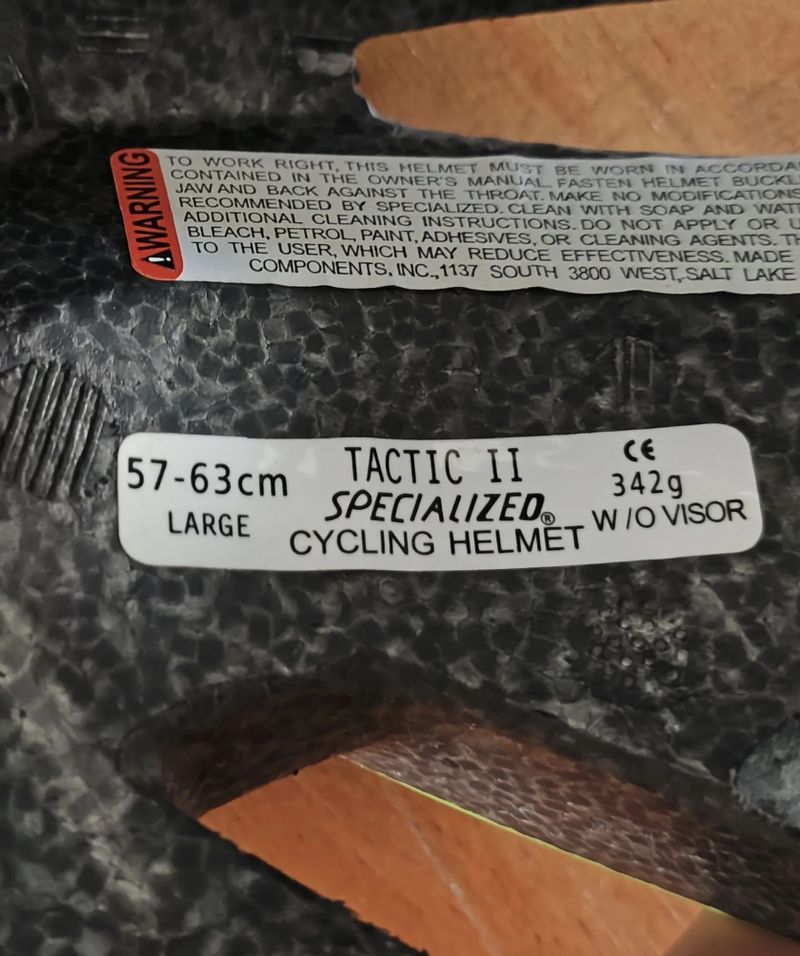 WARNING
TO WORK RIGHT, THIS HELMET MUST BE WORN IN
CONTAINED IN THE OWNER'S MANUAL. FASTEN HELMET
JAW AND BACK AGAINST THE THROAT. MAKE NO MODIFICATIONS
RECOMMENDED BY SPECIALIZED. CLEAN WITH SOAP AND
ADDITIONAL CLEANING INSTRUCTIONS. DO NOT APPLY OR
BLEACH, PETROL, PAINT, ADHESIVES, OR CLEANING AGENTS.
TO THE USER, WHICH MAY REDUCE EFFECTIVENESS. MADE
COMPONENTS, INC., 1137 SOUTH 3800 WEST, SALT LAKE
57-63cm
LARGE
TACTIC II
SPECIALIZED®
CYCLING HELMET
CE
342g
W/O VISOR